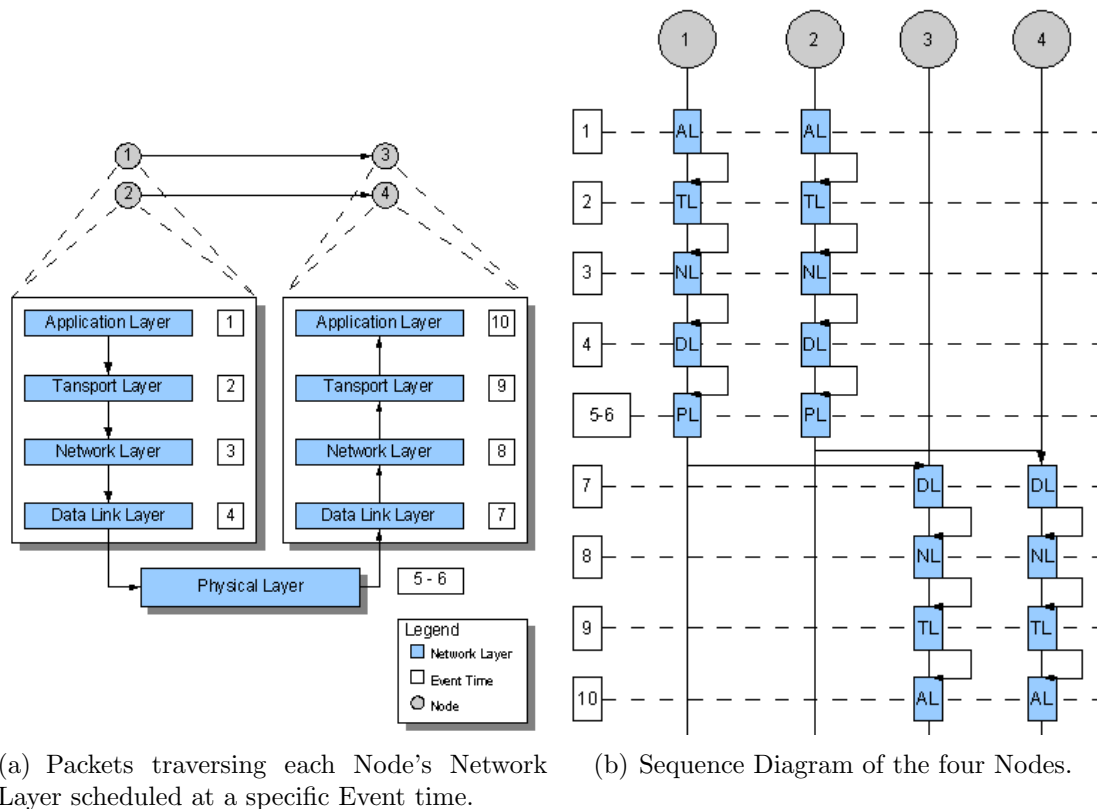 1
3
2
4
Application Layer 1
Tansport Layer 2
Network Layer 3
Data Link Layer 4
Application Layer 10
Transport Layer 9
Network Layer 8
Data Link Layer 7
Physical Layer 5 - 6
Legend
Network Layer
Event Time
Node
(a) Packets traversing each Node's Network
Layer scheduled at a specific Event time.
1 2 3 4
1 AL AL
2 TL TL
3 NL NL
4 DL DL
5-6 PL PL
7 DL DL
8 NL NL
9 TL TL
10 AL AL
(b) Sequence Diagram of the four Nodes.